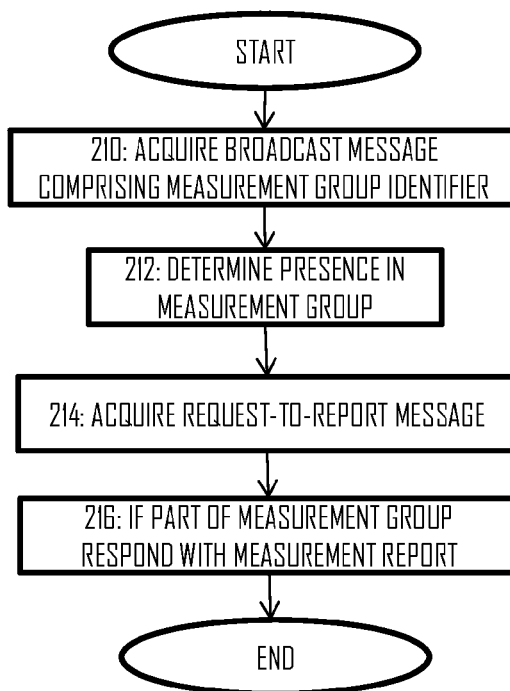 START
210: ACQUIRE BROADCAST MESSAGE
COMPRISING MEASUREMENT GROUP IDENTIFIER
212: DETERMINE PRESENCE IN
MEASUREMENT GROUP
214: ACQUIRE REQUEST-TO-REPORT MESSAGE
216: IF PART OF MEASUREMENT GROUP
RESPOND WITH MEASUREMENT REPORT
END